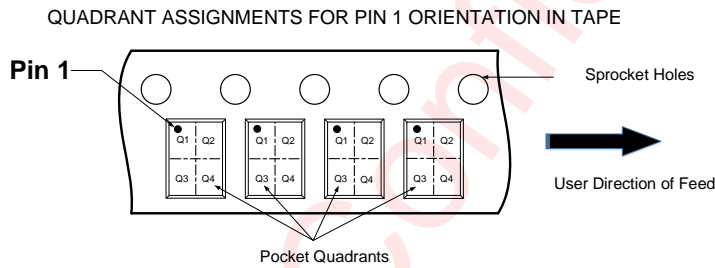 QUADRANT ASSIGNMENTS FOR PIN 1 ORIENTATION IN TAPE
Pin 1
Sprocket Holes
Q1 Q2 Q1 Q2 Q1 Q2 Q1 Q2
Q3 Q4 Q3 Q4 Q3 Q4 Q3 Q4
User Direction of Feed
Pocket Quadrants